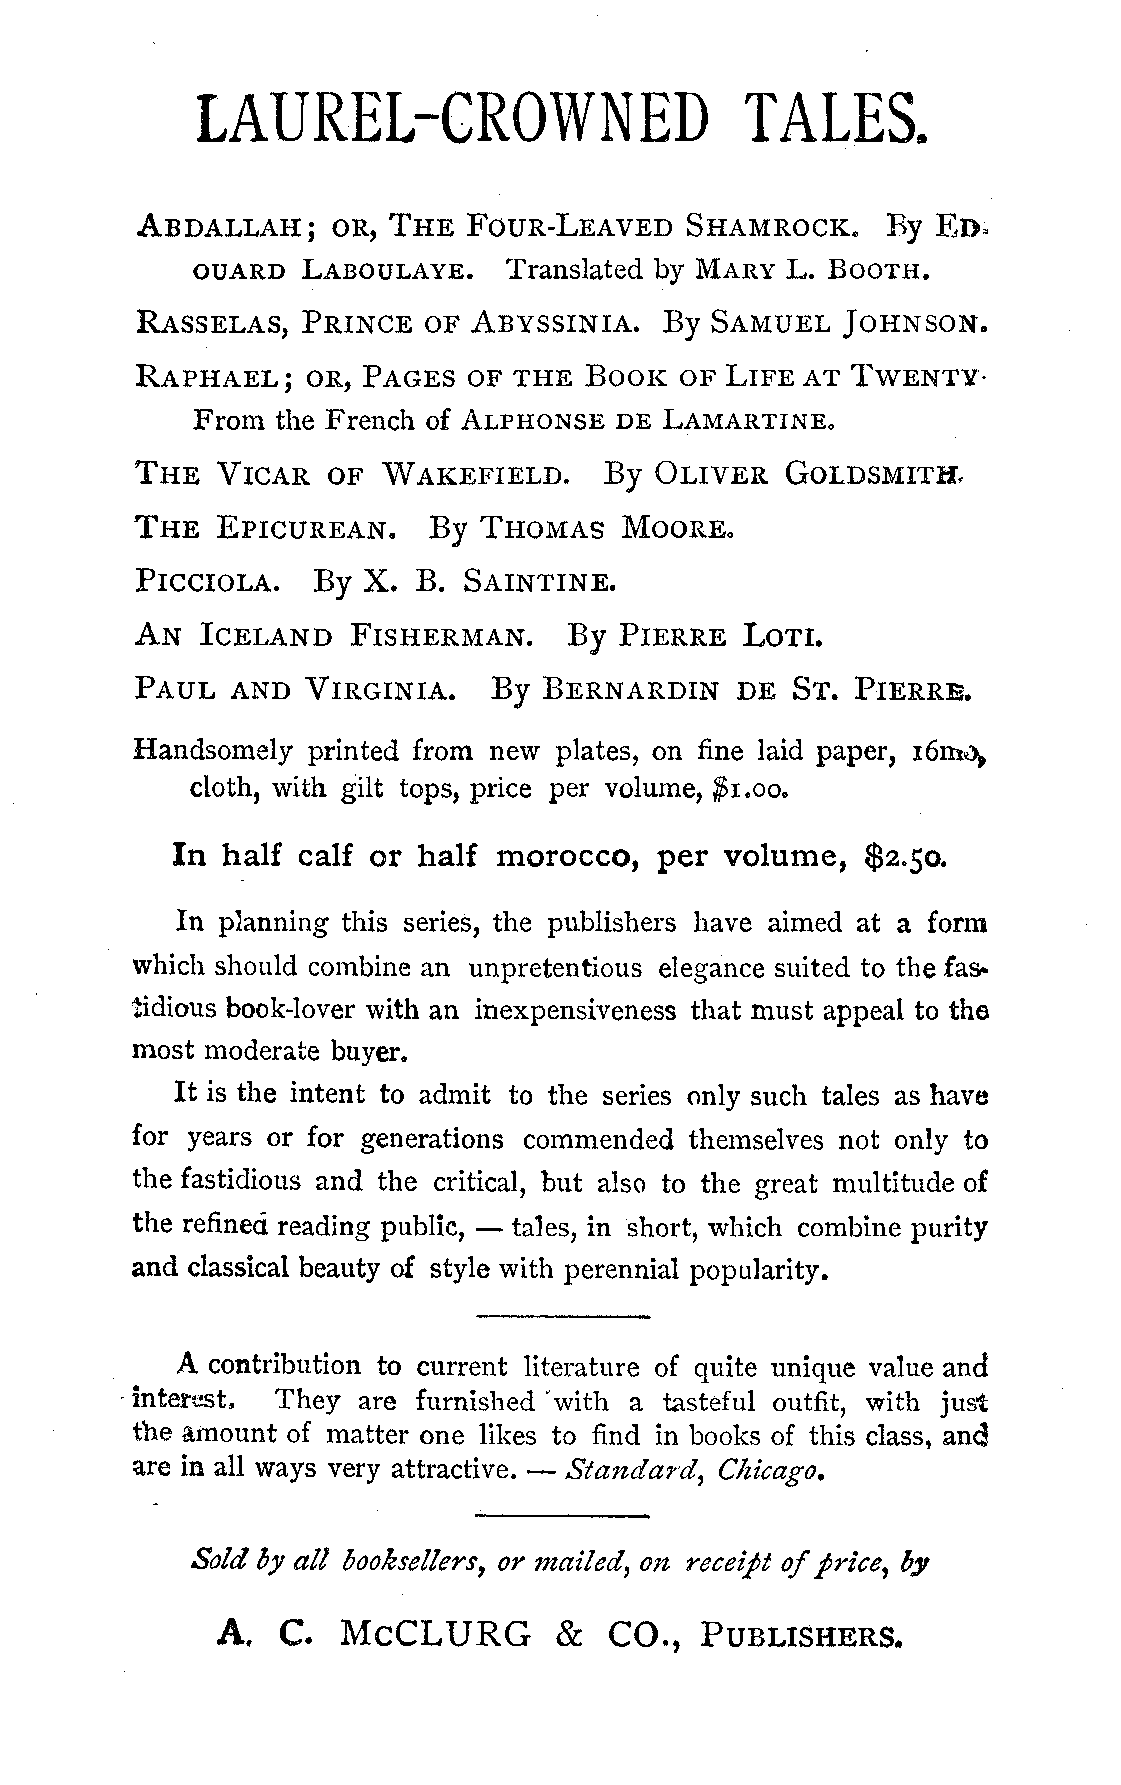 LAUREL-CROWNED TALES.
ABDALLAH; OR, THE FOUR-LEAVED SHAMROCK. By ED-
OUARD LABOULAYE. Translated by MARY L. BOOTH.
RASSELAS, PRINCE OF ABYSSINIA. By SAMUEL JOHNSON.
RAPHAEL; OR, PAGES OF THE BOOK OF LIFE AT TWENTY.
From the French of ALPHONSE DE LAMARTINE.
THE VICAR OF WAKEFIELD. By OLIVER GOLDSMITH.
THE EPICUREAN. By THOMAS MOORE.
PICCIOLA. By X. B. SAINTINE.
AN ICELAND FISHERMAN. By PIERRE LOTI.
PAUL AND VIRGINIA. By BERNARDIN DE ST. PIERRE.
Handsomely printed from new plates, on fine laid paper, 16mo,
cloth, with gilt tops, price per volume, $1.00.
In half calf or half morocco, per volume, $2.50.
In planning this series, the publishers have aimed at a form
which should combine an unpretentious elegance suited to the fas-
tidious book-lover with an inexpensiveness that must appeal to the
most moderate buyer.
It is the intent to admit to the series only such tales as have
for years or for generations commended themselves not only to
the fastidious and the critical, but also to the great multitude of
the refined reading public, — tales, in short, which combine purity
and classical beauty of style with perennial popularity.
A contribution to current literature of quite unique value and
interest. They are furnished with a tasteful outfit, with just
the amount of matter one likes to find in books of this class, and
are in all ways very attractive. — Standard, Chicago.
Sold by all booksellers, or mailed, on receipt of price, by
A. C. McCLURG & CO., PUBLISHERS.